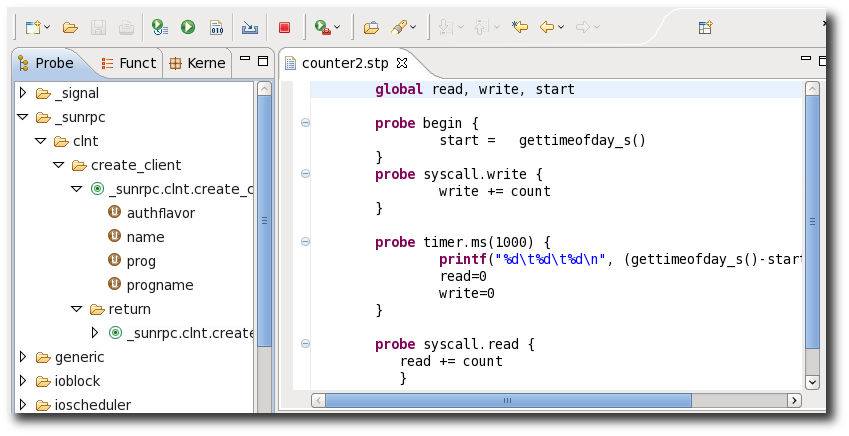 010
Probe
Funct
Kerne
_signal
_sunrpc
clnt
create_client
_sunrpc.clnt.create_c
authflavor
name
prog
progname
return
_sunrpc.clnt.create
generic
ioblock
ioscheduler
counter2.stp
global read, write, start
probe begin {
start =   gettimeofday_s()
}
probe syscall.write {
write += count
}
probe timer.ms(1000) {
printf("%d\t%d\t%d\n", (gettimeofday_s()-start
read=0
write=0
}
probe syscall.read {
read += count
}